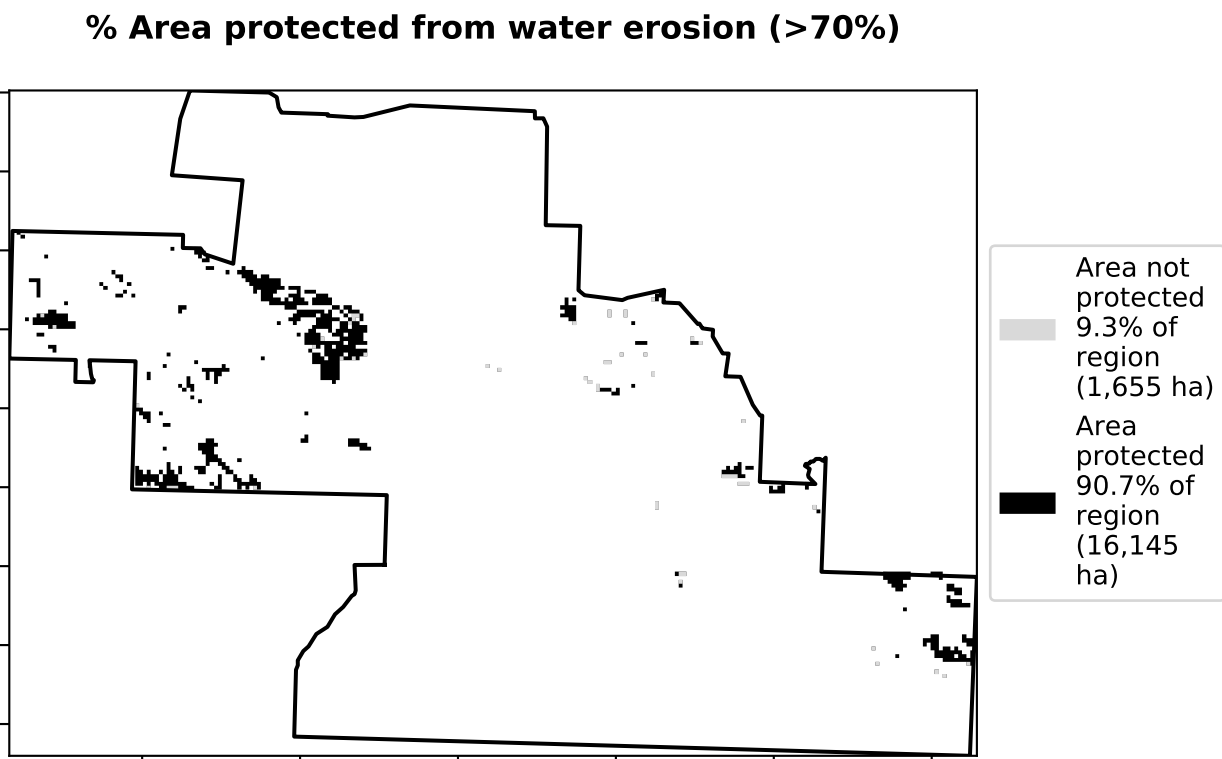 % Area protected from water erosion (>70%)
Area not
protected
9.3% of
region
(1,655 ha)
Area
protected
90.7% of
region
(16,145
ha)